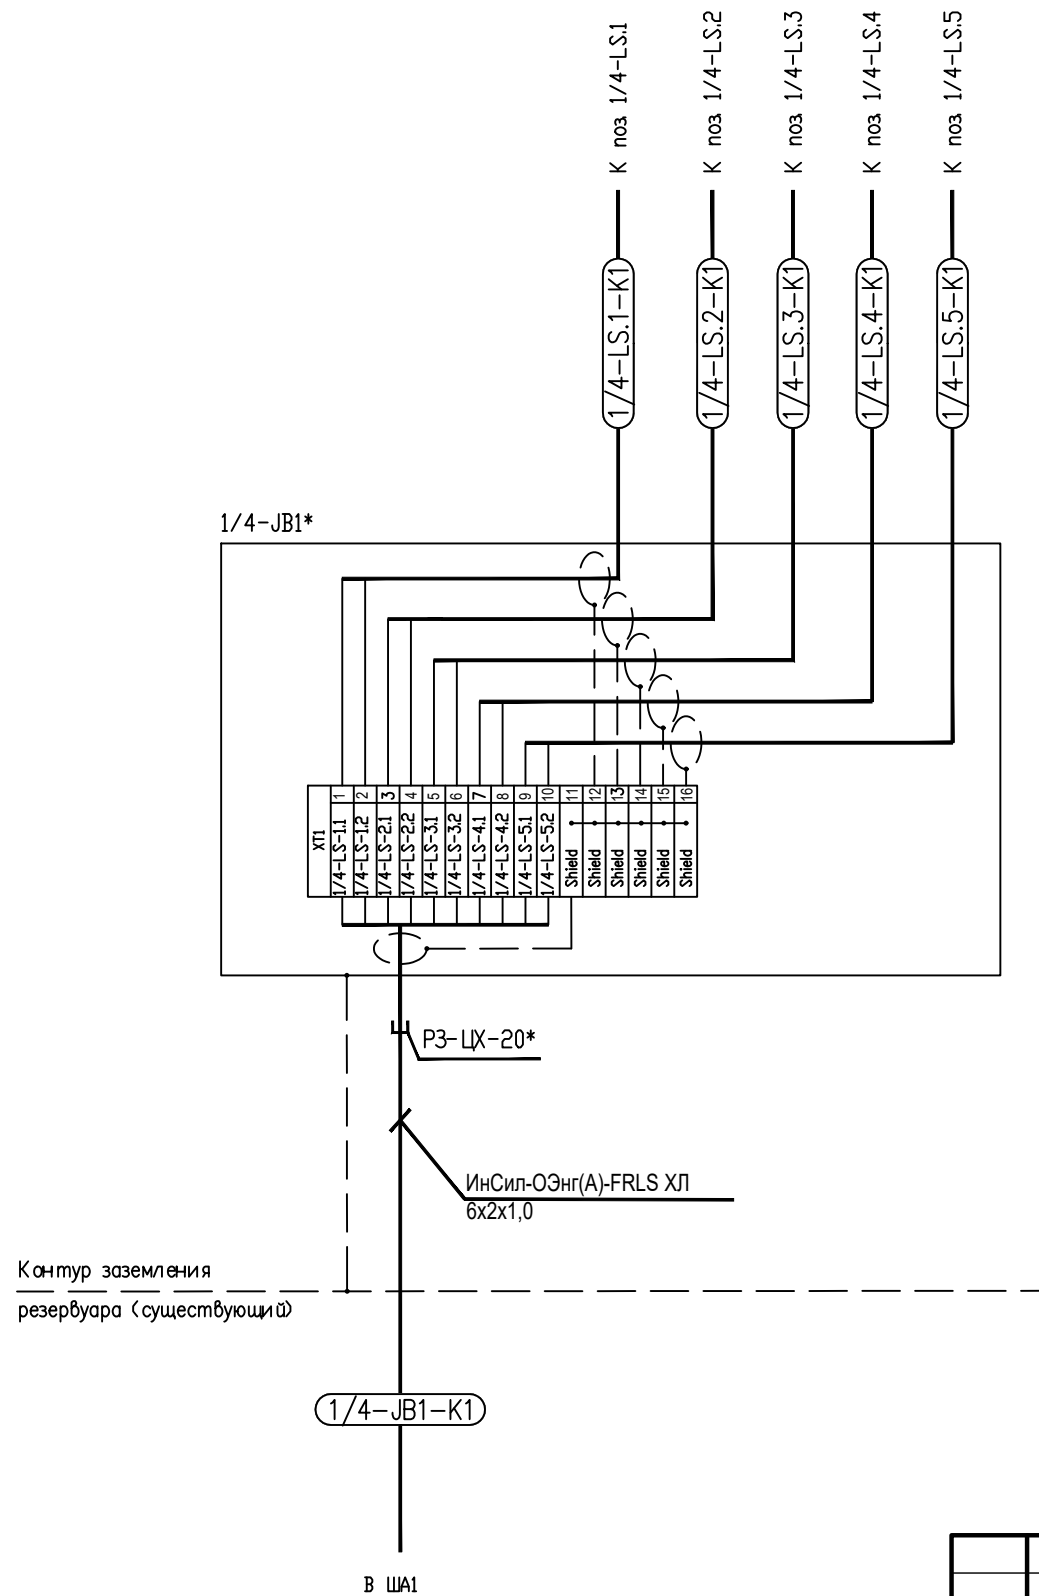 К поз. 1/4-LS.1
К поз. 1/4-LS.2
К поз. 1/4-LS.3
К поз. 1/4-LS.4
К поз. 1/4-LS.5
1/4-LS.1-К1
1/4-LS.2-К1
1/4-LS.3-К1
1/4-LS.4-К1
1/4-LS.5-К1
1/4-JB1*
XT1
1
1/4-LS-1.1
2
1/4-LS-1.2
3
1/4-LS-2.1
4
1/4-LS-2.2
5
1/4-LS-3.1
6
1/4-LS-3.2
7
1/4-LS-4.1
8
1/4-LS-4.2
9
1/4-LS-5.1
10
1/4-LS-5.2
11
Shield
12
Shield
13
Shield
14
Shield
15
Shield
16
Shield
РЗ-ЦХ-20*
ИнСил-ОЭнг(А)-FRLS ХЛ
6х2х1,0
Контур заземления
резервуара (существующий)
1/4-JB1-К1
В ША1